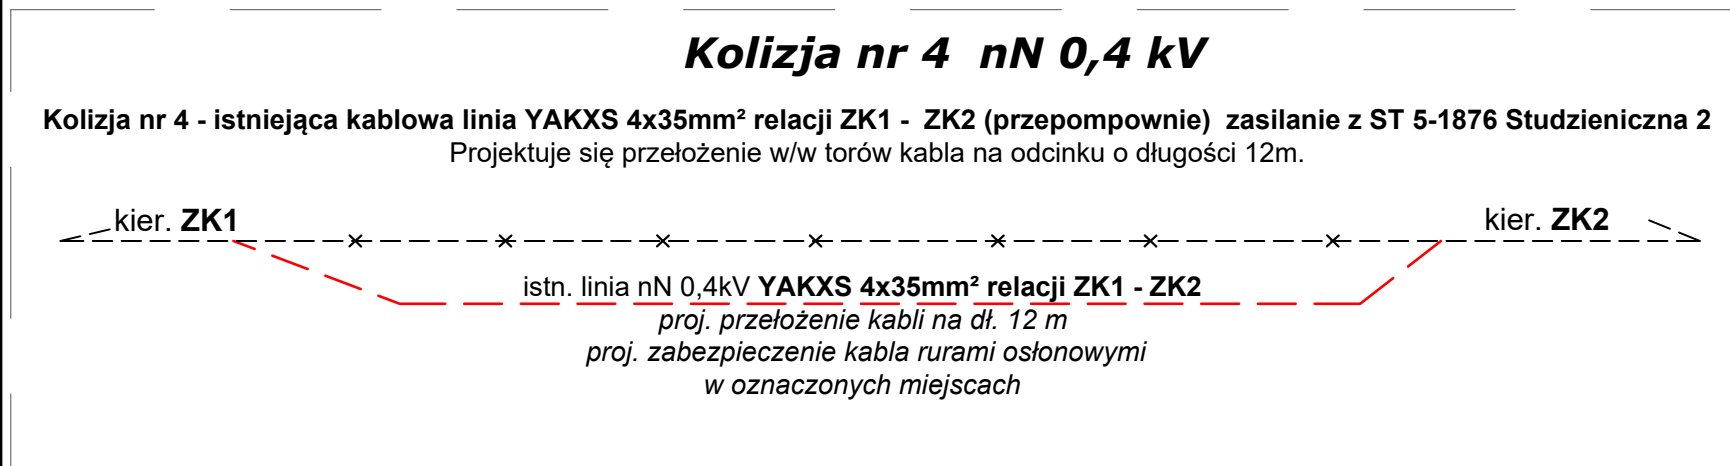 Kolizja nr 4 nN 0,4 kV
Kolizja nr 4 - istniejąca kablowa linia YAKXS 4x35mm² relacji ZK1 - ZK2 (przepompownie) zasilanie z ST 5-1876 Studzieniczna 2
Projektuje się przełożenie w/w torów kabla na odcinku o długości 12m.
kier. ZK1
kier. ZK2
istn. linia nN 0,4kV YAKXS 4x35mm² relacji ZK1 - ZK2
proj. przełożenie kabli na dł. 12 m
proj. zabezpieczenie kabla rurami osłonowymi
w oznaczonych miejscach